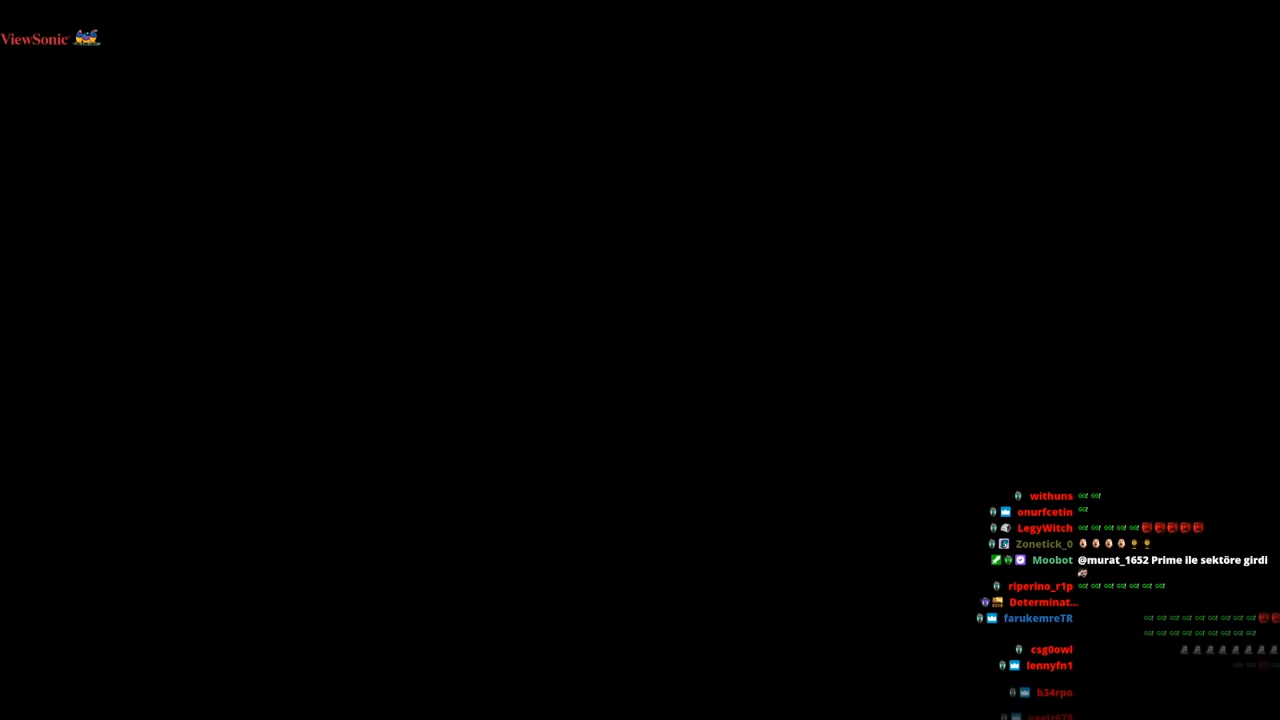 ViewSonic
withuns
onurfcetin
LegyWitch
Zonetick_0
Moobot @murat_1652 Prime ile sektöre girdi
riperino_r1p
Determinat...
farukemreTR
csg0owl
lennyfn1
b34rpo